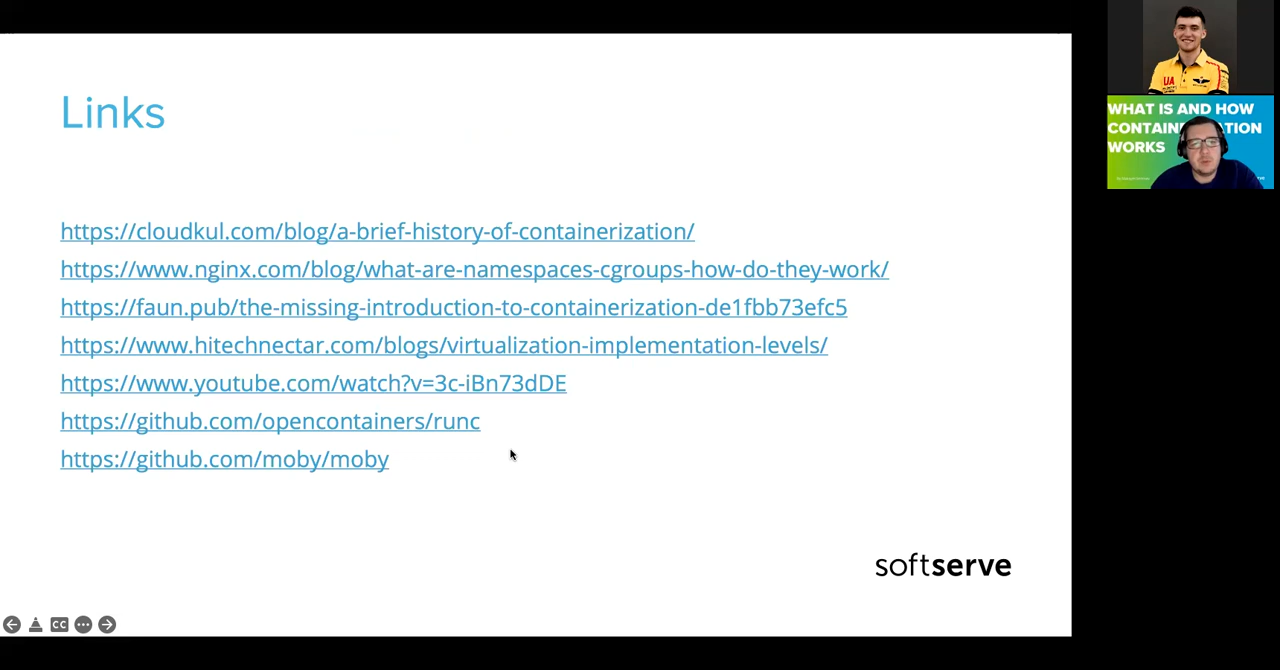 Links
https://cloudkul.com/blog/a-brief-history-of-containerization/
https://www.nginx.com/blog/what-are-namespaces-cgroups-how-do-they-work/
https://faun.pub/the-missing-introduction-to-containerization-de1fbb73efc5
https://www.hitechnectar.com/blogs/virtualization-implementation-levels/
https://www.youtube.com/watch?v=3c-iBn73dDE
https://github.com/opencontainers/runc
https://github.com/moby/moby
softserve
CC
UA
WHAT IS AND HOW
WORKS